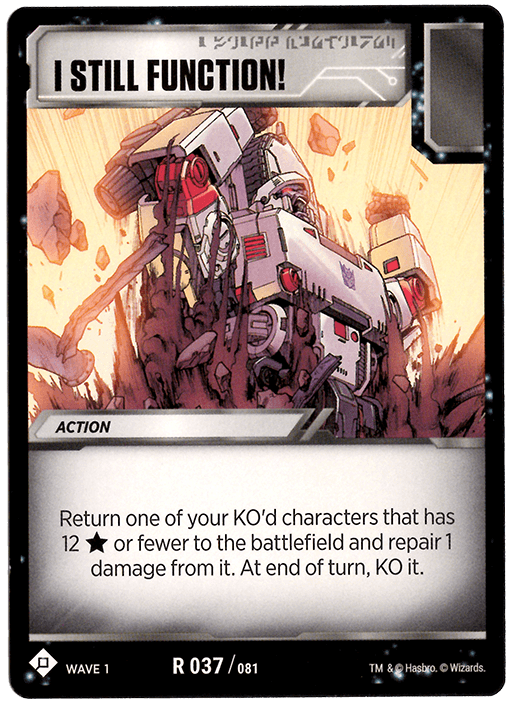 I STILL FUNCTION!
ACTION
Return one of your KO'd characters that has
12 ★ or fewer to the battlefield and repair 1
damage from it. At end of turn, KO it.
WAVE 1
R 037/081
TM & © Hasbro. © Wizards.